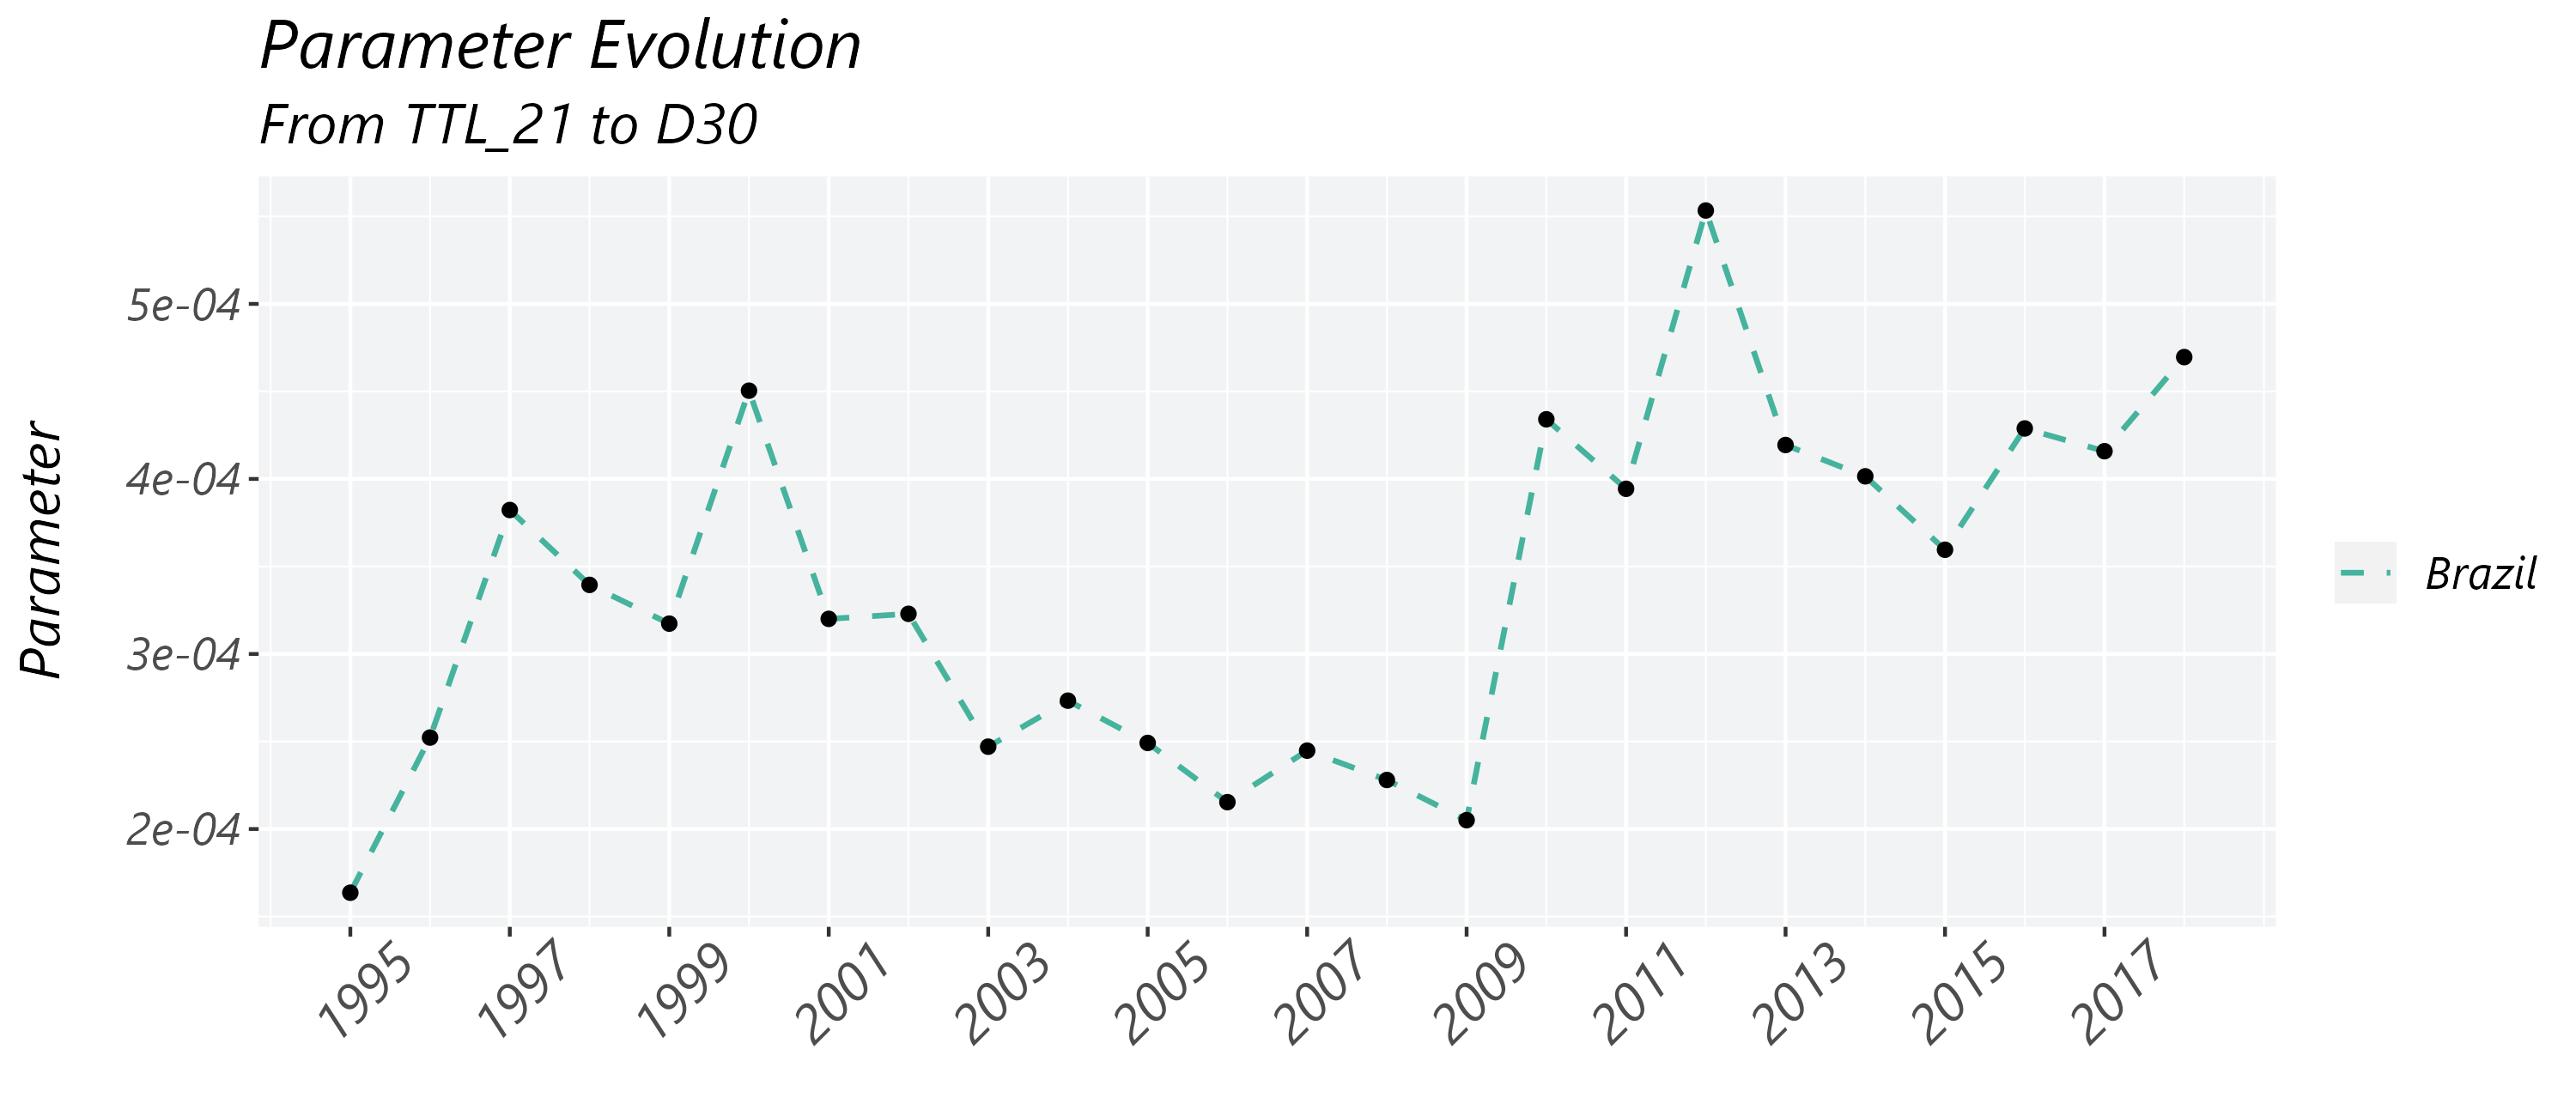 Parameter Evolution
From TTL_21 to D30
Parameter
5e-04
4e-04
3e-04
2e-04
1995
1997
1999
2001
2003
2005
2007
2009
2011
2013
2015
2017
Brazil